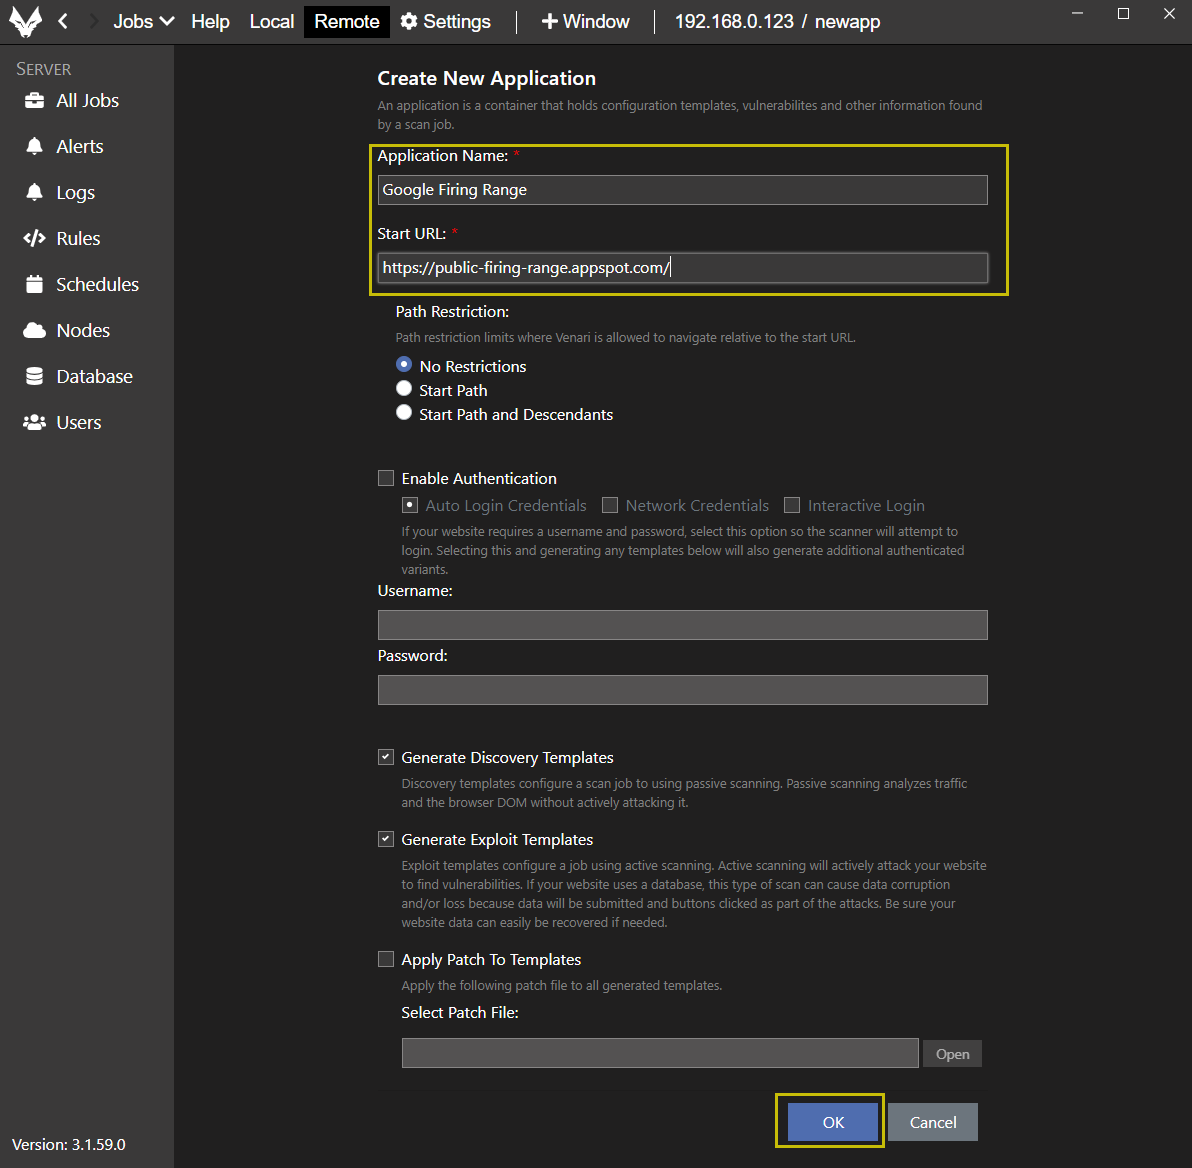 Jobs Help Local Remote Settings Window 192.168.0.123 / newapp
SERVER
All Jobs
Alerts
Logs
Rules
Schedules
Nodes
Database
Users
Version: 3.1.59.0
Create New Application
An application is a container that holds configuration templates, vulnerabilites and other information found
by a scan job.
Application Name: *
Google Firing Range
Start URL: *
https://public-firing-range.appspot.com/
Path Restriction:
Path restriction limits where Venari is allowed to navigate relative to the start URL.
No Restrictions
Start Path
Start Path and Descendants
Enable Authentication
Auto Login Credentials Network Credentials Interactive Login
If your website requires a username and password, select this option so the scanner will attempt to
login. Selecting this and generating any templates below will also generate additional authenticated
variants.
Username:
Password:
Generate Discovery Templates
Discovery templates configure a scan job to using passive scanning. Passive scanning analyzes traffic
and the browser DOM without actively attacking it.
Generate Exploit Templates
Exploit templates configure a job using active scanning. Active scanning will actively attack your website
to find vulnerabilities. If your website uses a database, this type of scan can cause data corruption
and/or loss because data will be submitted and buttons clicked as part of the attacks. Be sure your
website data can easily be recovered if needed.
Apply Patch To Templates
Apply the following patch file to all generated templates.
Select Patch File:
Open
OK Cancel